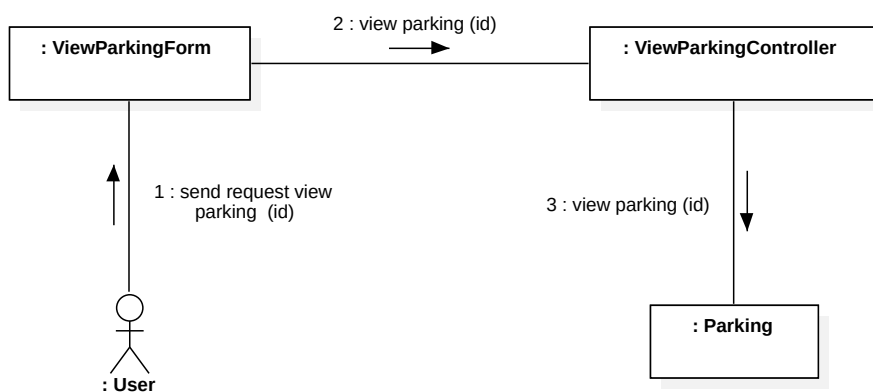 2 : view parking (id)
: ViewParkingForm
: ViewParkingController
1 : send request view
parking  (id)
3 : view parking (id)
: Parking
: User